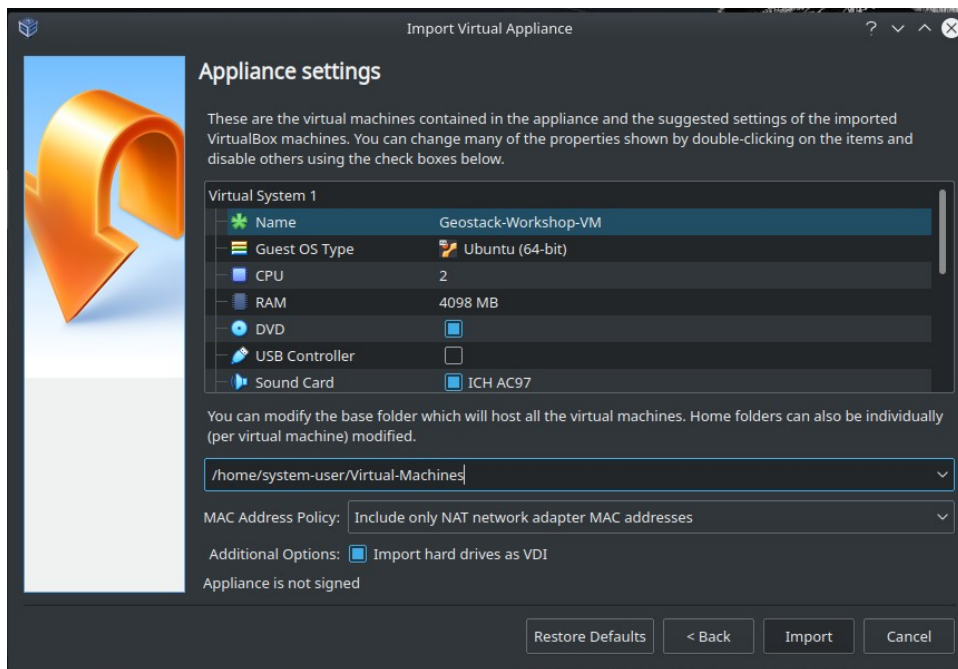 Import Virtual Appliance
?
Appliance settings
These are the virtual machines contained in the appliance and the suggested settings of the imported
VirtualBox machines. You can change many of the properties shown by double-clicking on the items and
disable others using the check boxes below.
Virtual System 1
Name Geostack-Workshop-VM
Guest OS Type Ubuntu (64-bit)
CPU 2
RAM 4098 MB
DVD
USB Controller
Sound Card ICH AC97
You can modify the base folder which will host all the virtual machines. Home folders can also be individually
(per virtual machine) modified.
/home/system-user/Virtual-Machines
MAC Address Policy: Include only NAT network adapter MAC addresses
Additional Options: Import hard drives as VDI
Appliance is not signed
Restore Defaults < Back Import Cancel